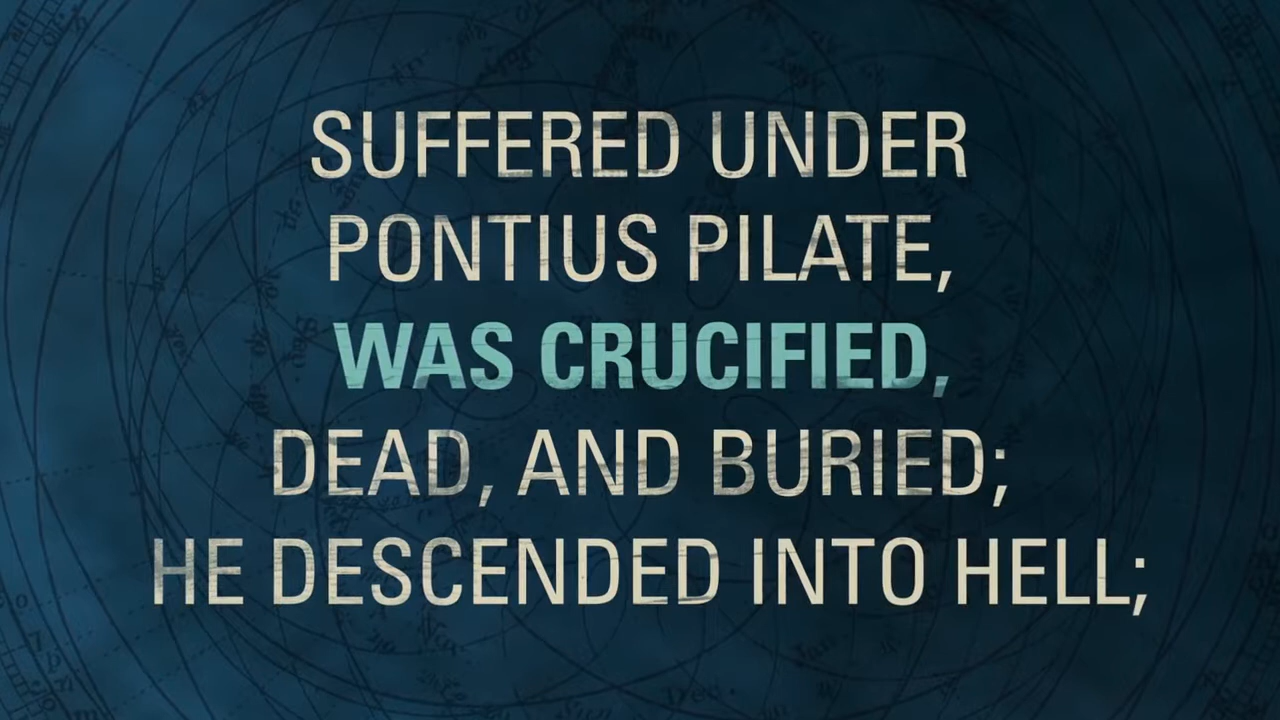 SUFFERED UNDER
PONTIUS PILATE,
WAS CRUCIFIED,
DEAD, AND BURIED;
HE DESCENDED INTO HELL;